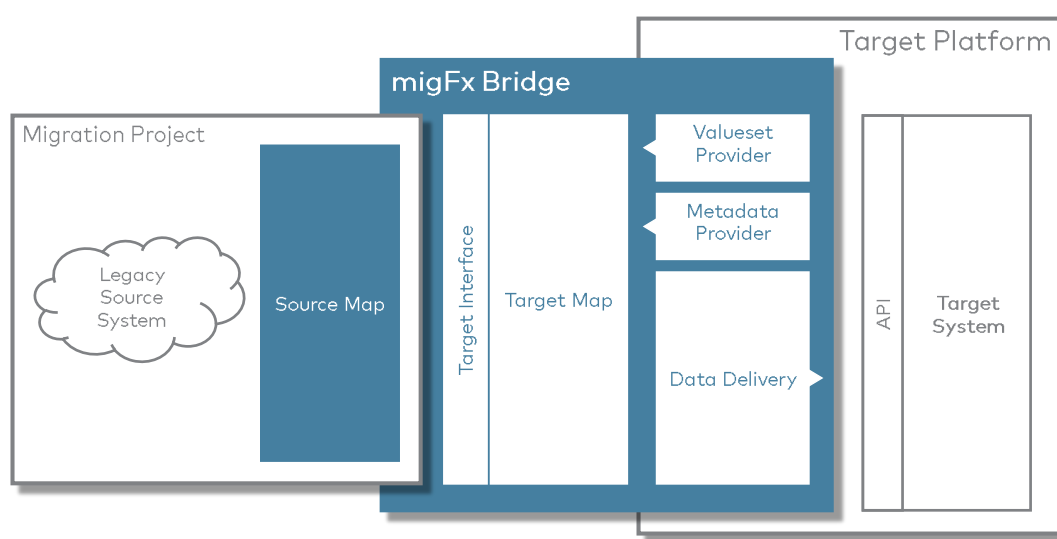 Target Platform
migFx Bridge
Migration Project
Legacy
Source
System
Source Map
Target Interface
Target Map
Valueset
Provider
Metadata
Provider
Data Delivery
API
Target
System